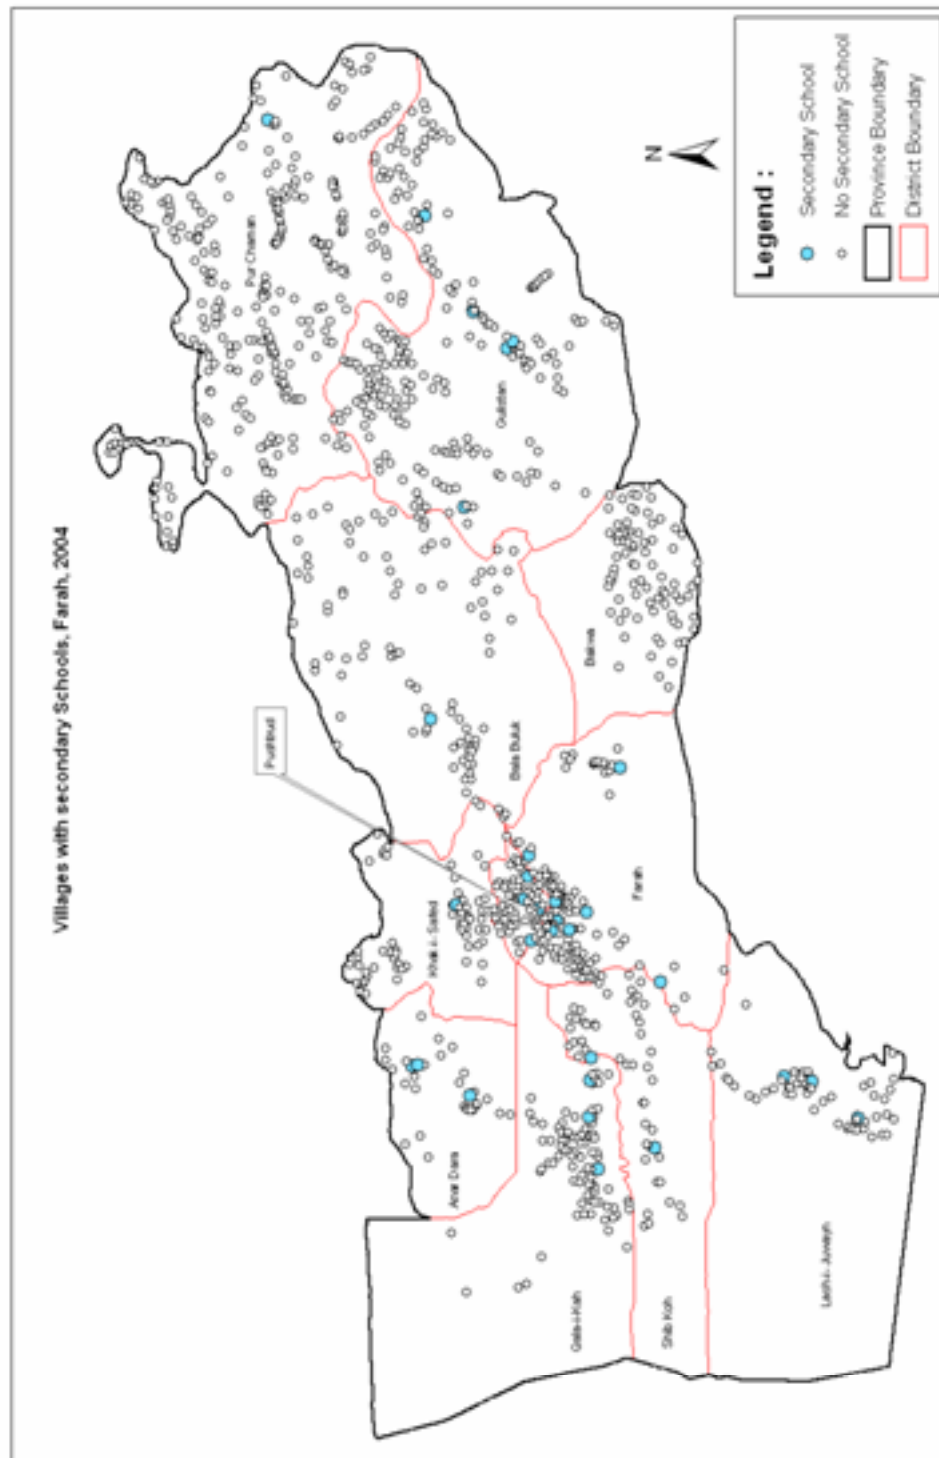 Villages with secondary Schools, Farah, 2004
Pur Chaman
Gulistan
Bakwa
Bala Buluk
Pushtrud
Khak-i- Safed
Farah
Anar Dara
Qala-i-Kah
Shib Koh
Lash-i- Juwayn
N
Legend :
Secondary School
No Secondary School
Province Boundary
District Boundary